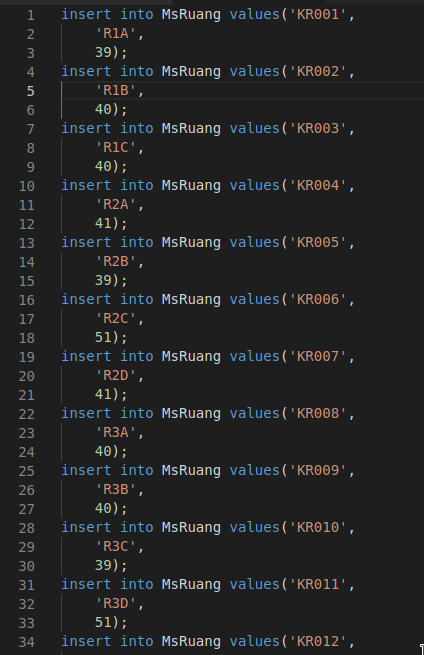 1 insert into MsRuang values('KR001',
2 'R1A',
3 39);
4 insert into MsRuang values('KR002',
5 'R1B',
6 40);
7 insert into MsRuang values('KR003',
8 'R1C',
9 40);
10 insert into MsRuang values('KR004',
11 'R2A',
12 41);
13 insert into MsRuang values('KR005',
14 'R2B',
15 39);
16 insert into MsRuang values('KR006',
17 'R2C',
18 51);
19 insert into MsRuang values('KR007',
20 'R2D',
21 41);
22 insert into MsRuang values('KR008',
23 'R3A',
24 40);
25 insert into MsRuang values('KR009',
26 'R3B',
27 40);
28 insert into MsRuang values('KR010',
29 'R3C',
30 39);
31 insert into MsRuang values('KR011',
32 'R3D',
33 51);
34 insert into MsRuang values('KR012',